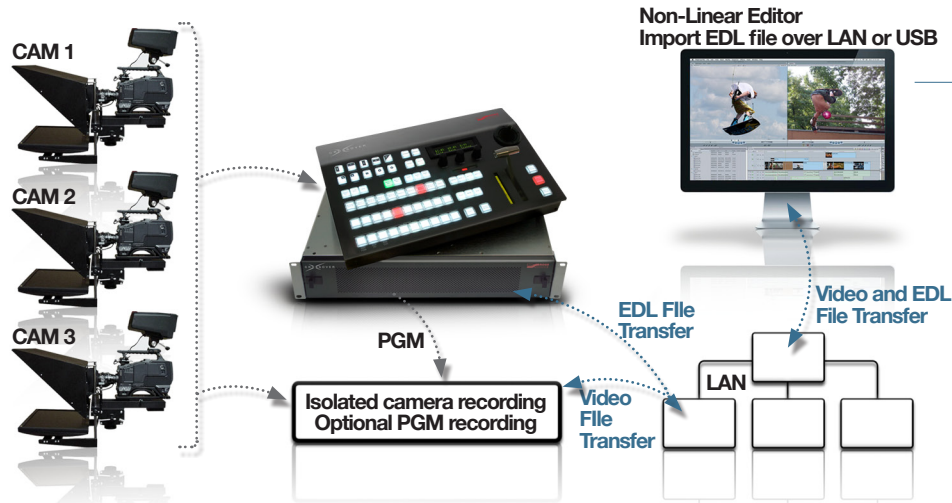 CAM 1
CAM 2
CAM 3
Non-Linear Editor
Import EDL file over LAN or USB
EDL FIle
Transfer
Video and EDL
File Transfer
PGM
LAN
Video
FIle
Transfer
Isolated camera recording
Optional PGM recording